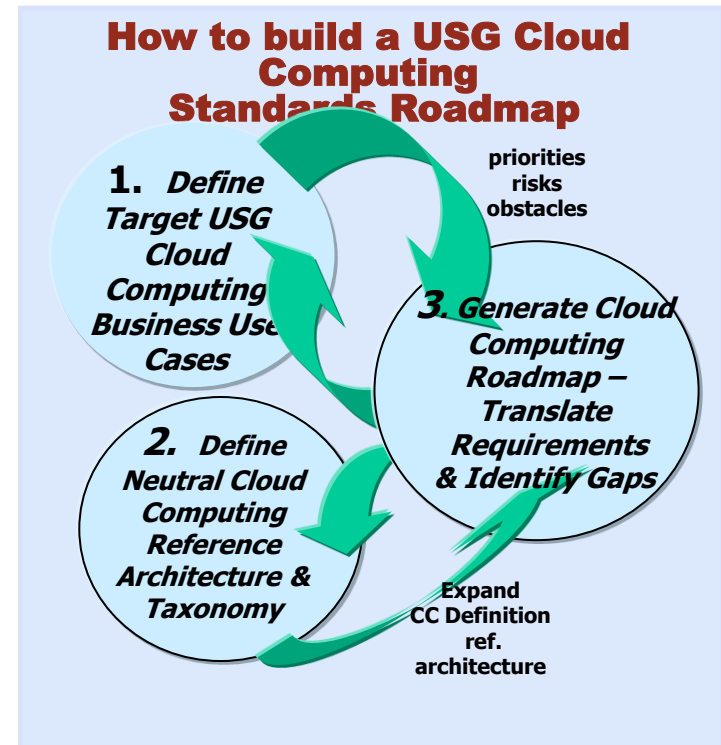 How to build a USG Cloud
Computing
Standards Roadmap
priorities
risks
obstacles
1. Define
Target USG
Cloud
Computing
Business Use
Cases
3. Generate Cloud
Computing
Roadmap –
Translate
Requirements
& Identify Gaps
2. Define
Neutral Cloud
Computing
Reference
Architecture &
Taxonomy
Expand
CC Definition
ref.
architecture